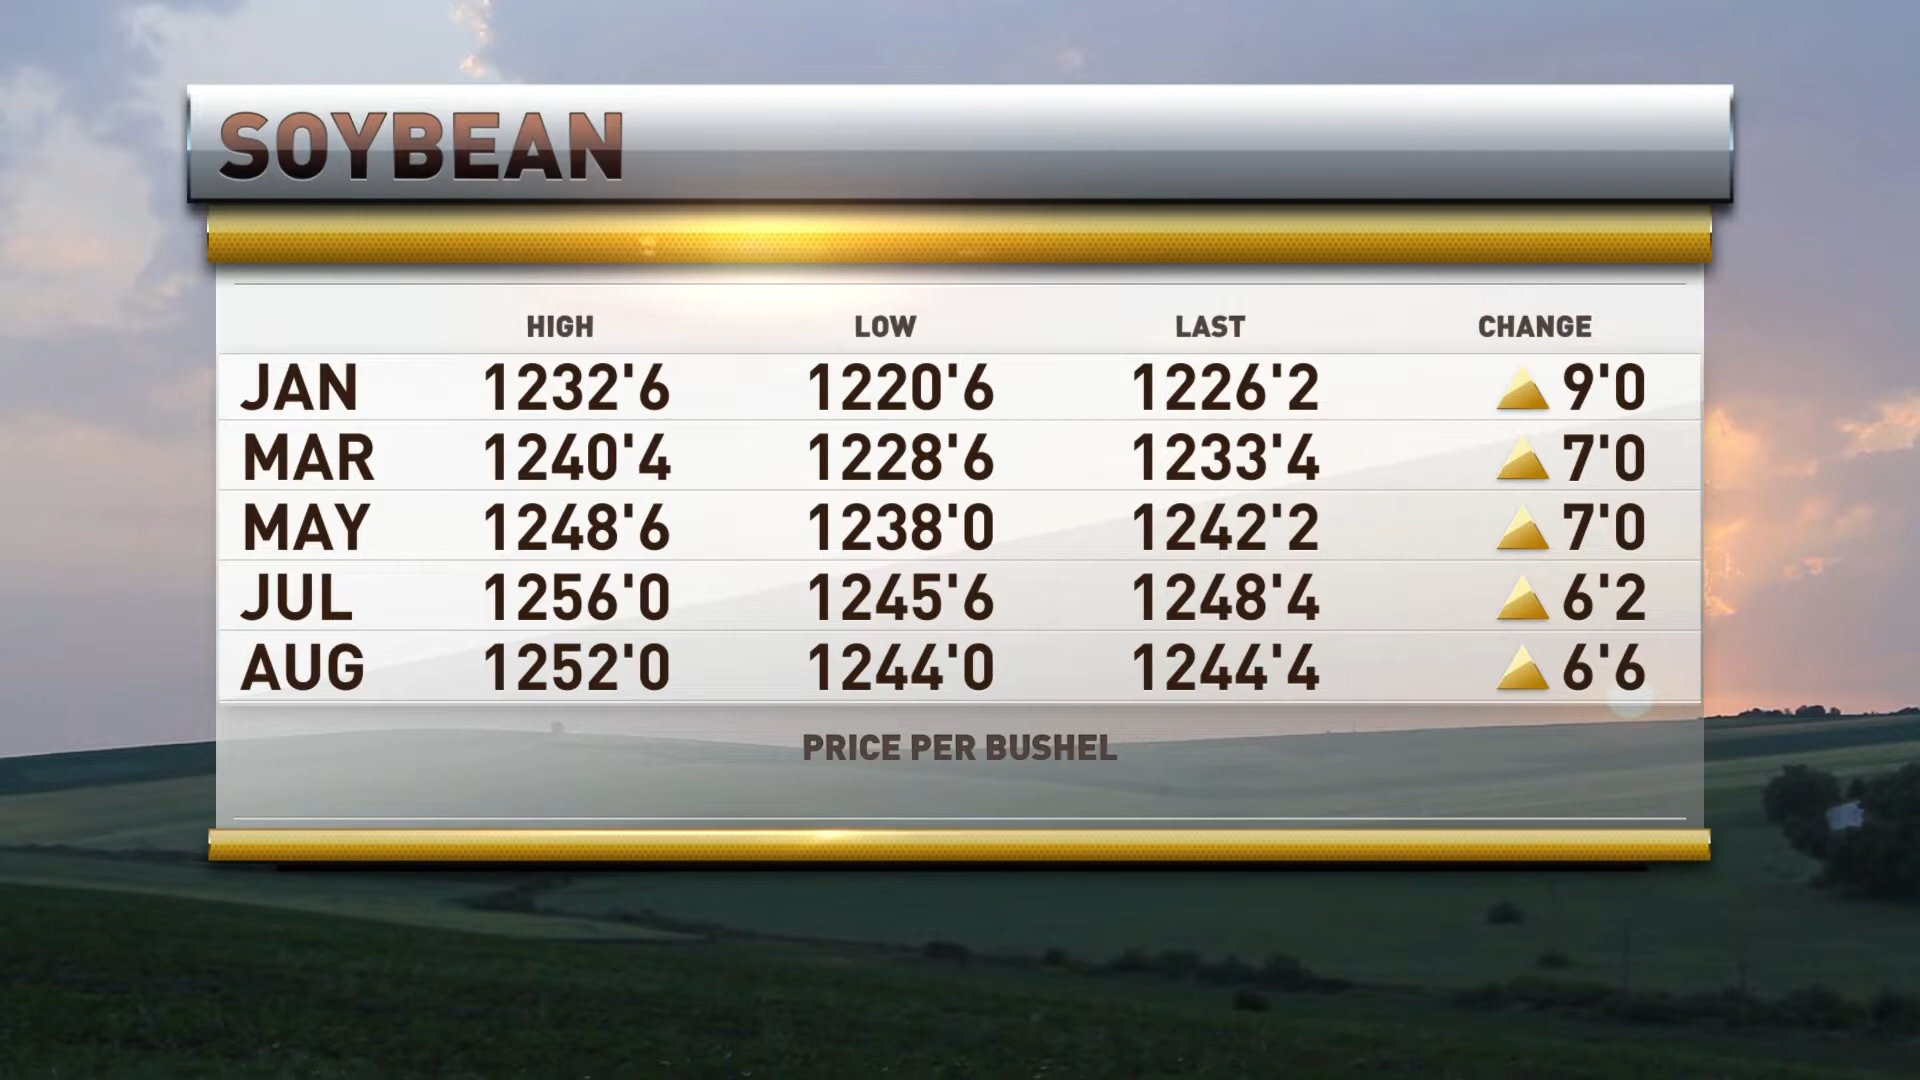 SOYBEAN
HIGH LOW LAST CHANGE
JAN 1232'6 1220'6 1226'2 9'0
MAR 1240'4 1228'6 1233'4 7'0
MAY 1248'6 1238'0 1242'2 7'0
JUL 1256'0 1245'6 1248'4 6'2
AUG 1252'0 1244'0 1244'4 6'6
PRICE PER BUSHEL